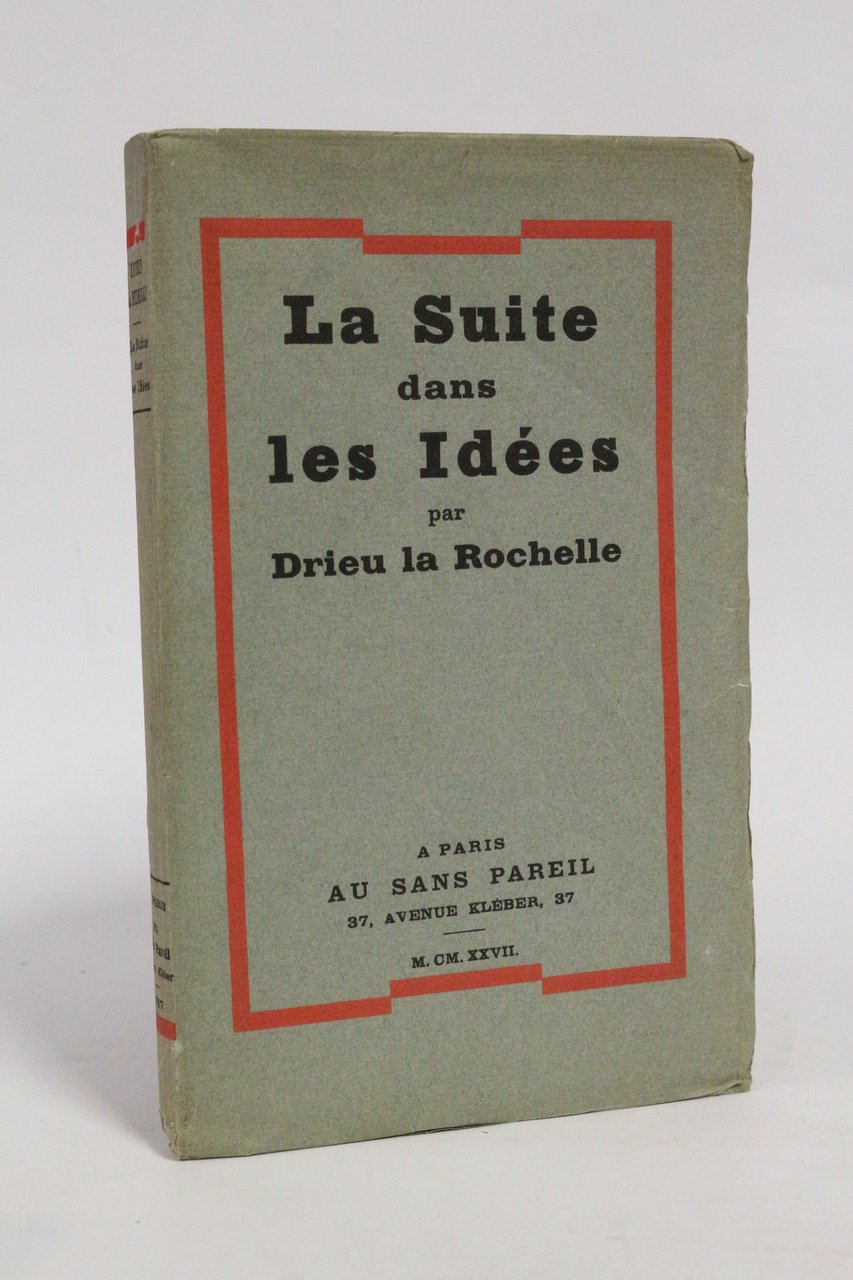 La Suite
dans
les Idées
par
Drieu la Rochelle
A PARIS
AU SANS PAREIL
37, AVENUE KLÉBER, 37
M. CM. XXVII.